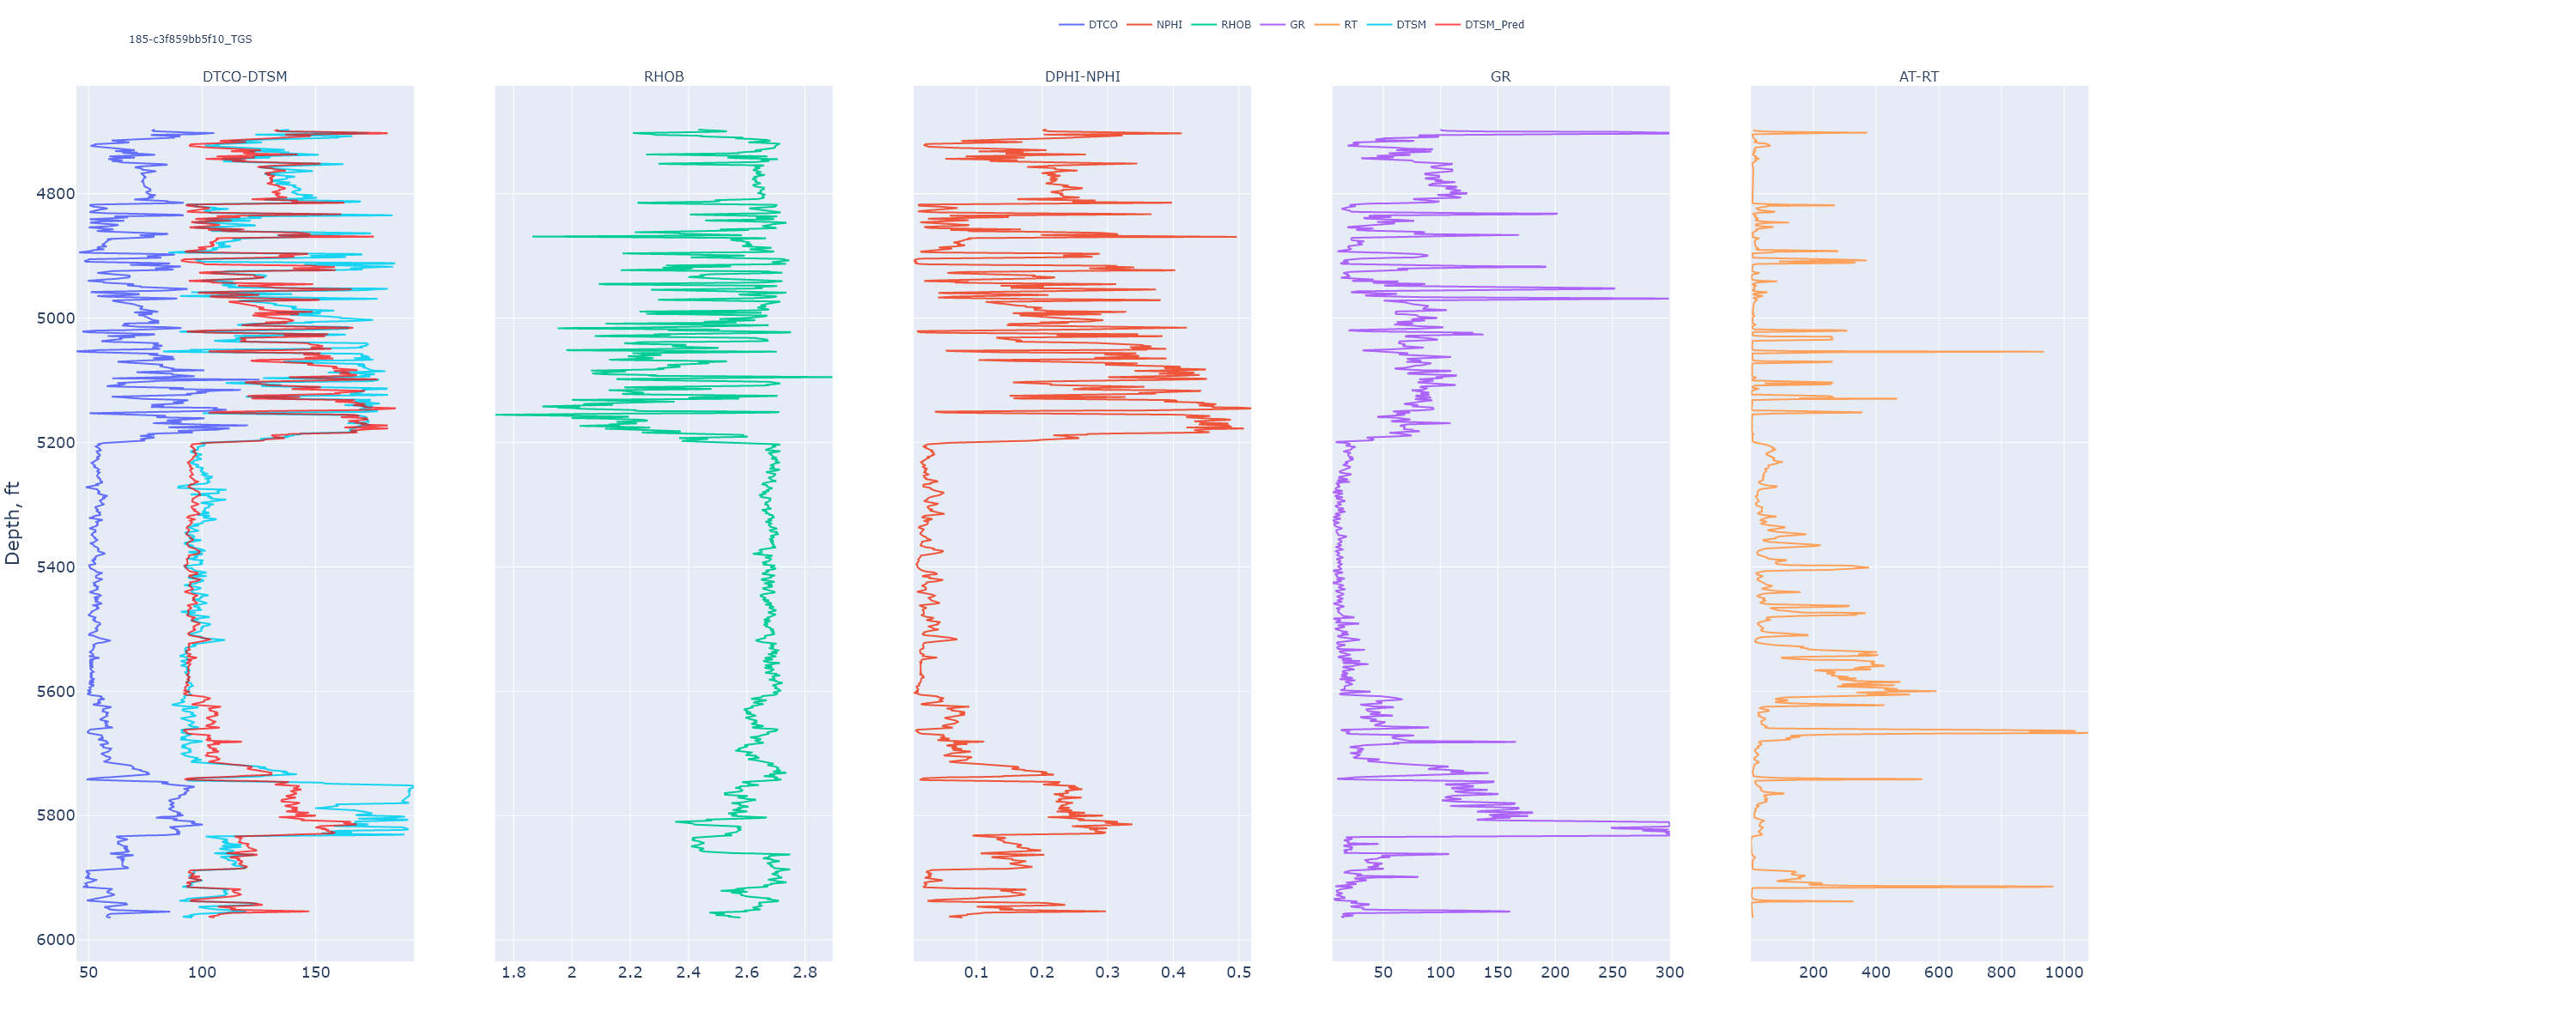 DTCO NPHI RHOB GR RT DTSM DTSM_Pred
185-c3f859bb5f10_TGS
DTCO-DTSM RHOB DPHI-NPHI GR AT-RT
Depth, ft
4800
5000
5200
5400
5600
5800
6000
50 100 150 1.8 2 2.2 2.4 2.6 2.8 0.1 0.2 0.3 0.4 0.5 50 100 150 200 250 300 200 400 600 800 1000